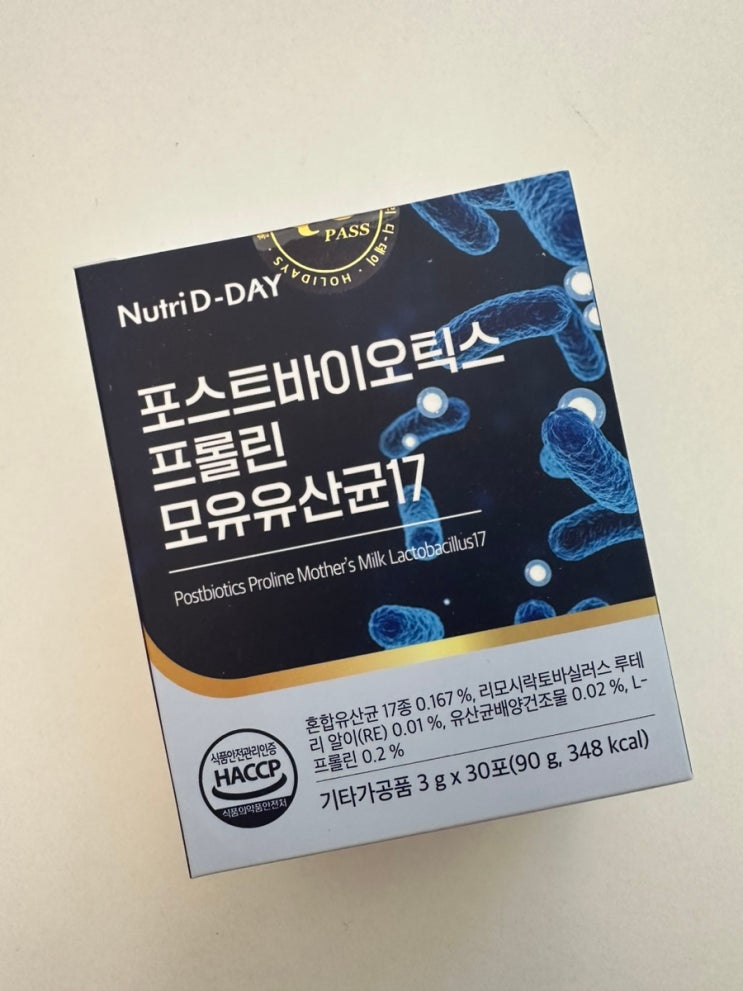 PASS
HOLIDAYS
Nutri D-DAY
포스트바이오틱스
프롤린
모유유산균17
Postbiotics Proline Mother's Milk Lactobacillus17
혼합유산균 17종 0.167 %, 리모시락토바실러스 루테
리 알이(RE) 0.01 %, 유산균배양건조물 0.02 %, L-
프롤린 0.2 %
기타가공품 3 g x 30포(90 g, 348 kcal)
식품안전관리인증
HACCP
식품의약품안전처